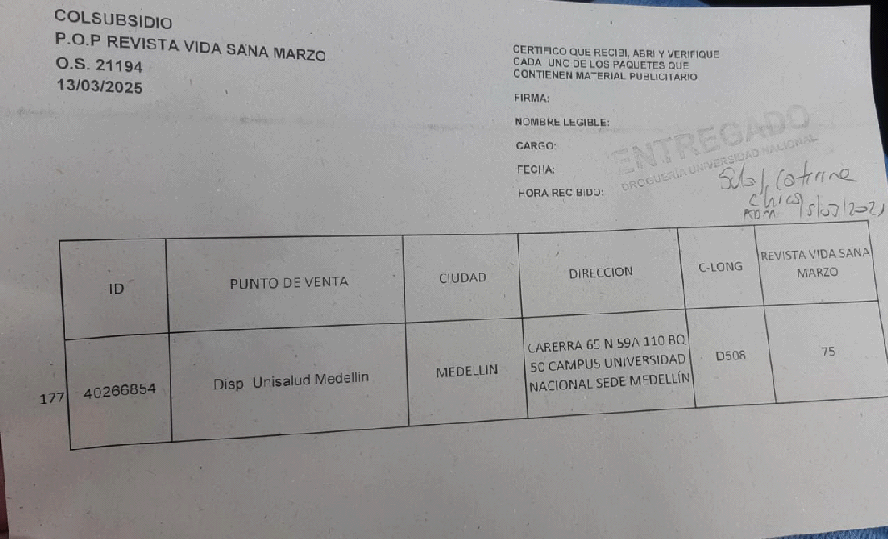 COLSUBSIDIO
P.O.P REVISTA VIDA SANA MARZO
O.S. 21194
13/03/2025
CERTIFICO QUE RECIBI, ABRI Y VERIFIQUE
CADA UNO DE LOS PAQUETES QUE
CONTIENEN MATERIAL PUBLICITARIO
FIRMA:
NOMBRE LEGIBLE:
CARGO:
FECHA:
HORA RECIBIDO:
ENTREGADO
DROGUERIA UNIVERSIDAD NACIONAL
Catirina
ID
PUNTO DE VENTA
CIUDAD
DIRECCION
C-LONG
REVISTA VIDA SANA
MARZO
177
40266854
Disp Unisalud Medellin
MEDELLIN
CARERRA 65 N 59A 110 BQ
50 CAMPUS UNIVERSIDAD
NACIONAL SEDE MEDELLÍN
D508
75